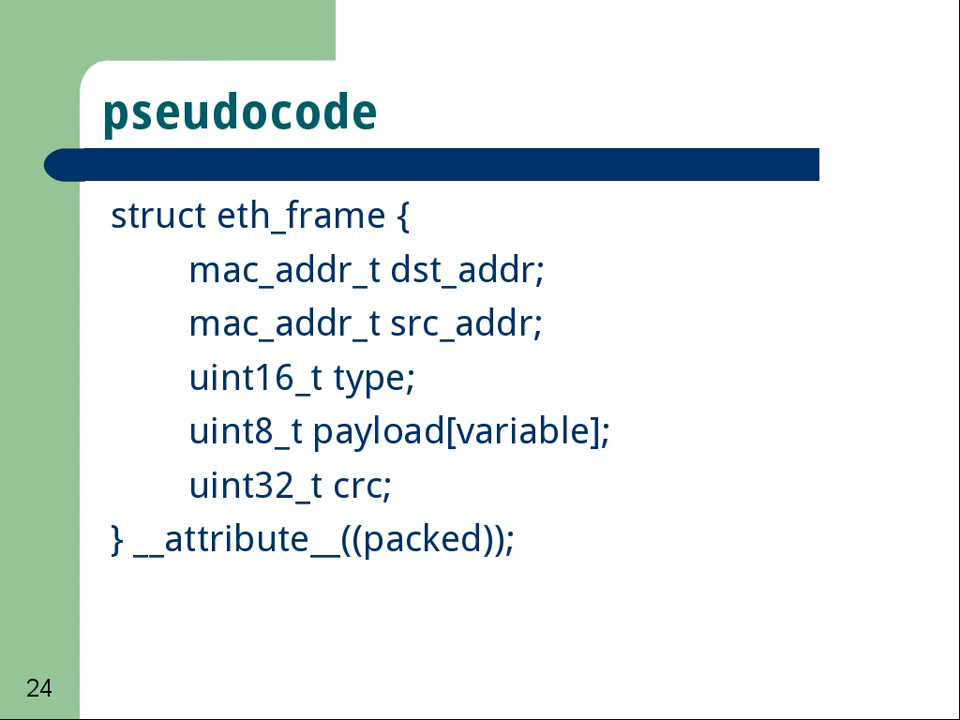 pseudocode
struct eth_frame {
mac_addr_t dst_addr;
mac_addr_t src_addr;
uint16_t type;
uint8_t payload[variable];
uint32_t crc;
} __attribute__((packed));
24